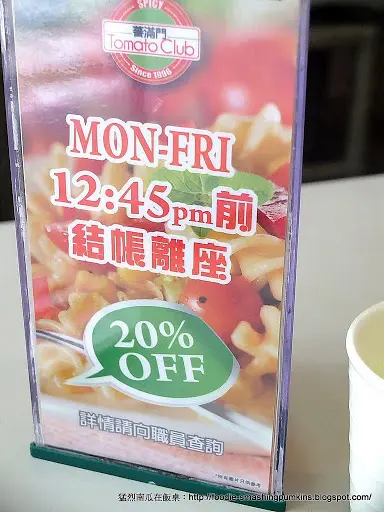 SPICY
蕃滿門
Tomato Club
Since 1996
MON-FRI
12:45pm前
結帳離座
20%
OFF
詳情請向職員查詢
猛烈南瓜在飯桌：http://foodie-smashingpumkins.blogspot.com/